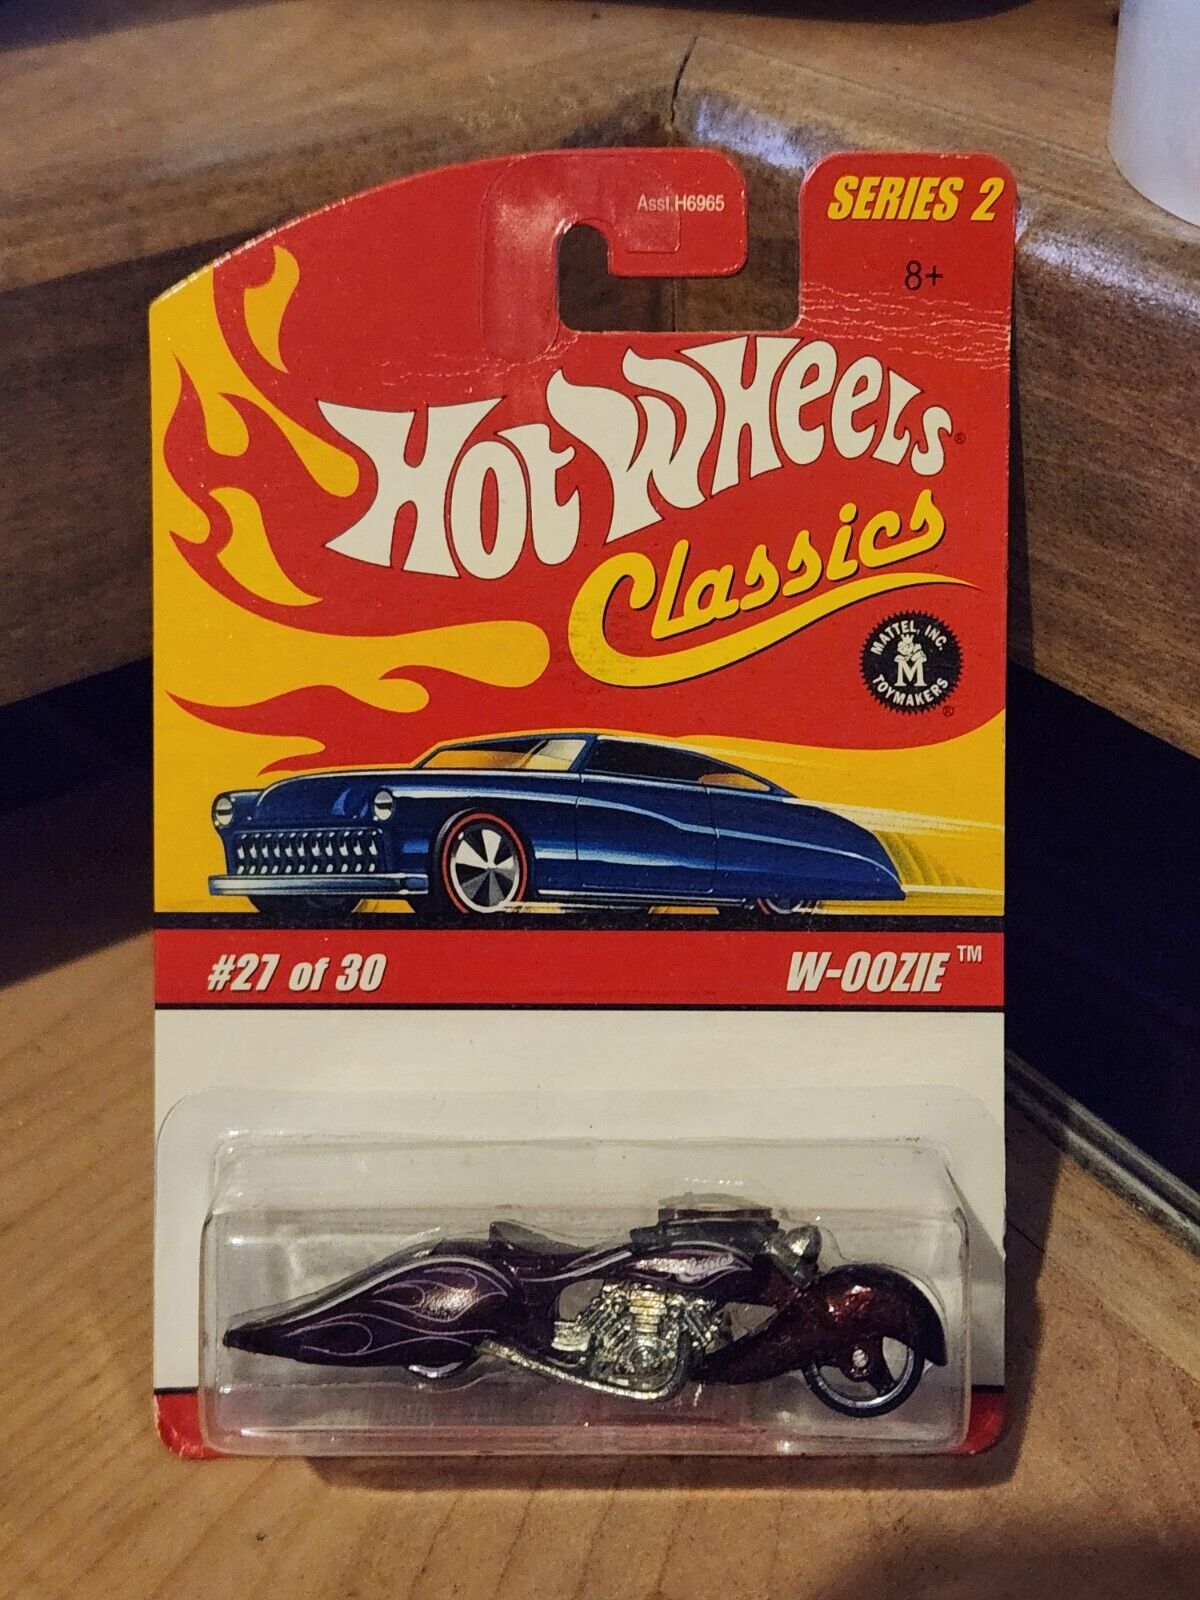 Asst.H6965
SERIES 2
8+
HOT WHEELS®
Classics
MATTEL, INC.
M
TOYMAKERS
®
#27 of 30
W-OOZIE™